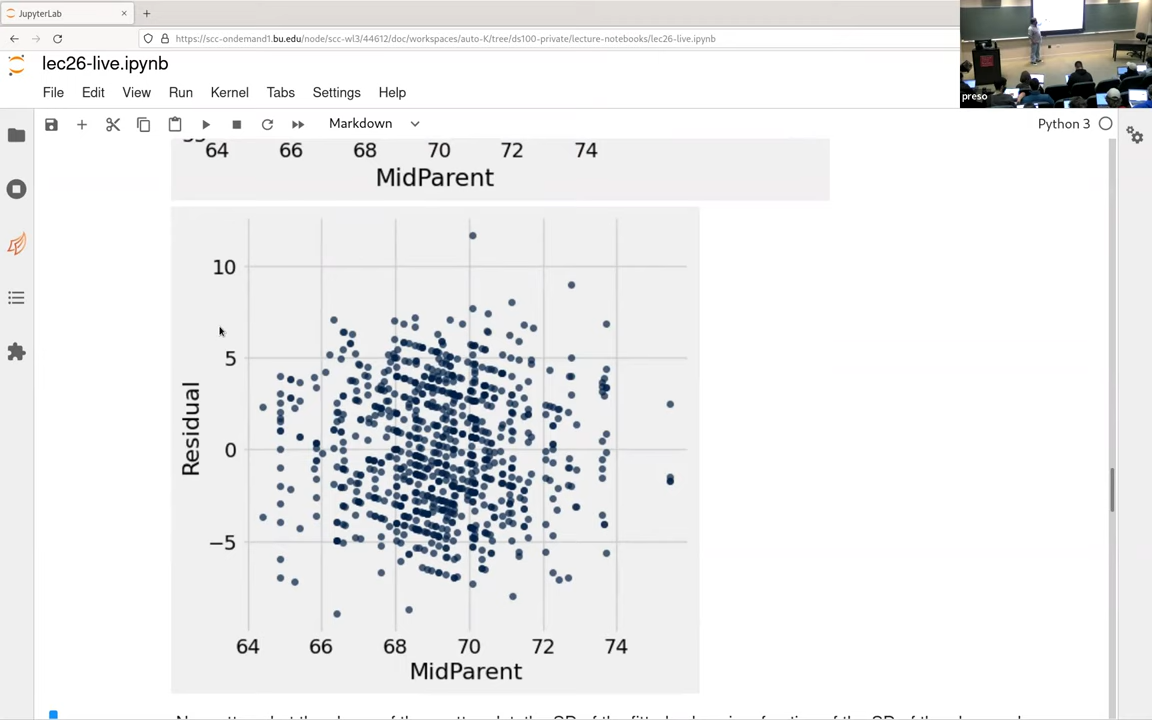 JupyterLab
https://scc-ondemand1.bu.edu/node/scc-wl3/44612/doc/workspaces/auto-K/tree/ds100-private/lecture-notebooks/lec26-live.ipynb
preso
lec26-live.ipynb
File Edit View Run Kernel Tabs Settings Help
Markdown
Python 3
64 66 68 70 72 74
MidParent
10
5
0
−5
Residual
64 66 68 70 72 74
MidParent